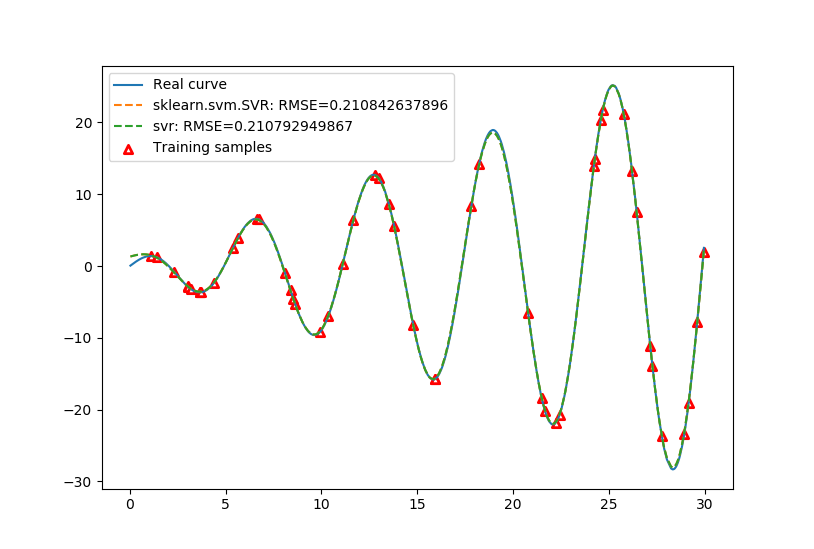 Real curve
sklearn.svm.SVR: RMSE=0.210842637896
svr: RMSE=0.210792949867
Training samples
20
10
0
−10
−20
−30
0 5 10 15 20 25 30